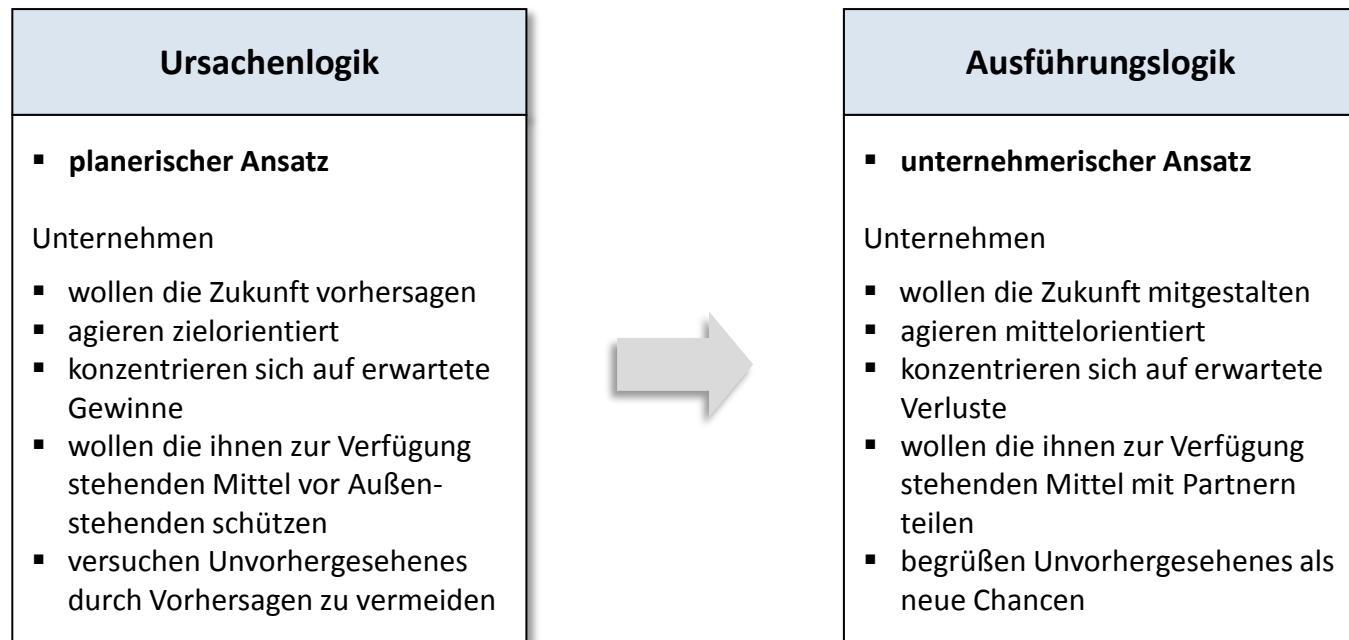 Ursachenlogik
▪ planerischer Ansatz
Unternehmen
▪ wollen die Zukunft vorhersagen
▪ agieren zielorientiert
▪ konzentrieren sich auf erwartete
Gewinne
▪ wollen die ihnen zur Verfügung
stehenden Mittel vor Außen-
stehenden schützen
▪ versuchen Unvorhergesehenes
durch Vorhersagen zu vermeiden
Ausführungslogik
▪ unternehmerischer Ansatz
Unternehmen
▪ wollen die Zukunft mitgestalten
▪ agieren mittelorientiert
▪ konzentrieren sich auf erwartete
Verluste
▪ wollen die ihnen zur Verfügung
stehenden Mittel mit Partnern
teilen
▪ begrüßen Unvorhergesehenes als
neue Chancen